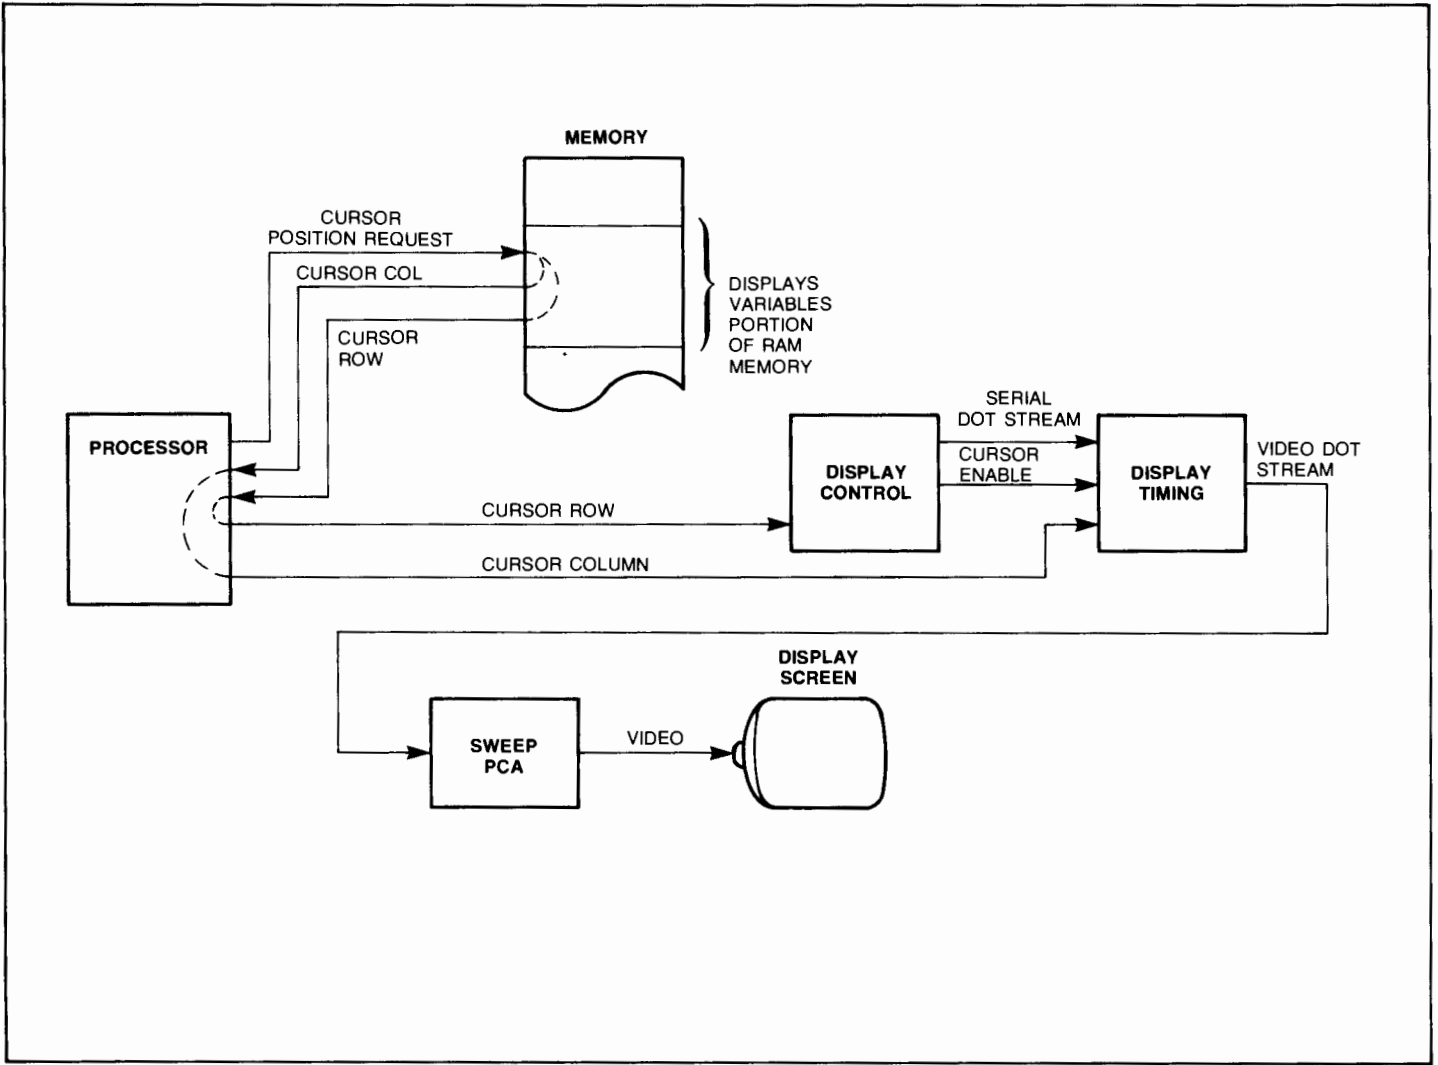 MEMORY
CURSOR
POSITION REQUEST
CURSOR COL
CURSOR
ROW
DISPLAYS
VARIABLES
PORTION
OF RAM
MEMORY
PROCESSOR
SERIAL
DOT STREAM
CURSOR
ENABLE
DISPLAY
CONTROL
DISPLAY
TIMING
VIDEO DOT
STREAM
CURSOR ROW
CURSOR COLUMN
DISPLAY
SCREEN
SWEEP
PCA
VIDEO